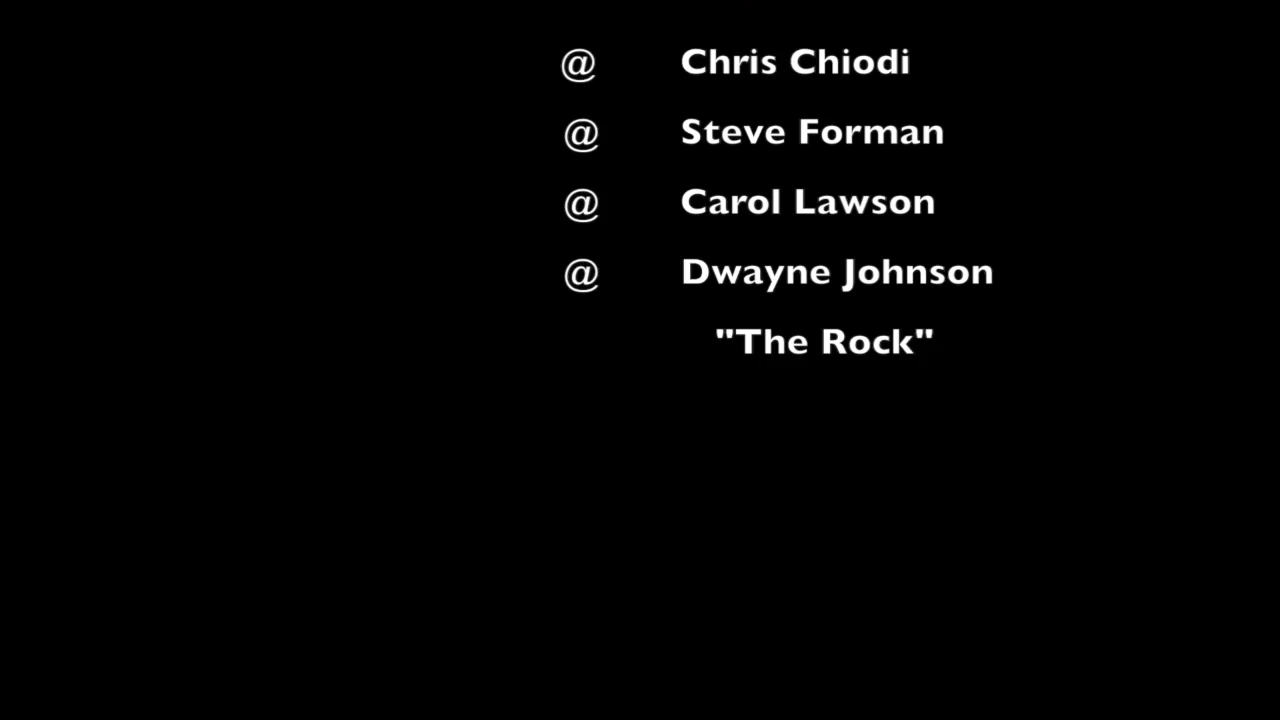 @ Chris Chiodi
@ Steve Forman
@ Carol Lawson
@ Dwayne Johnson
"The Rock"